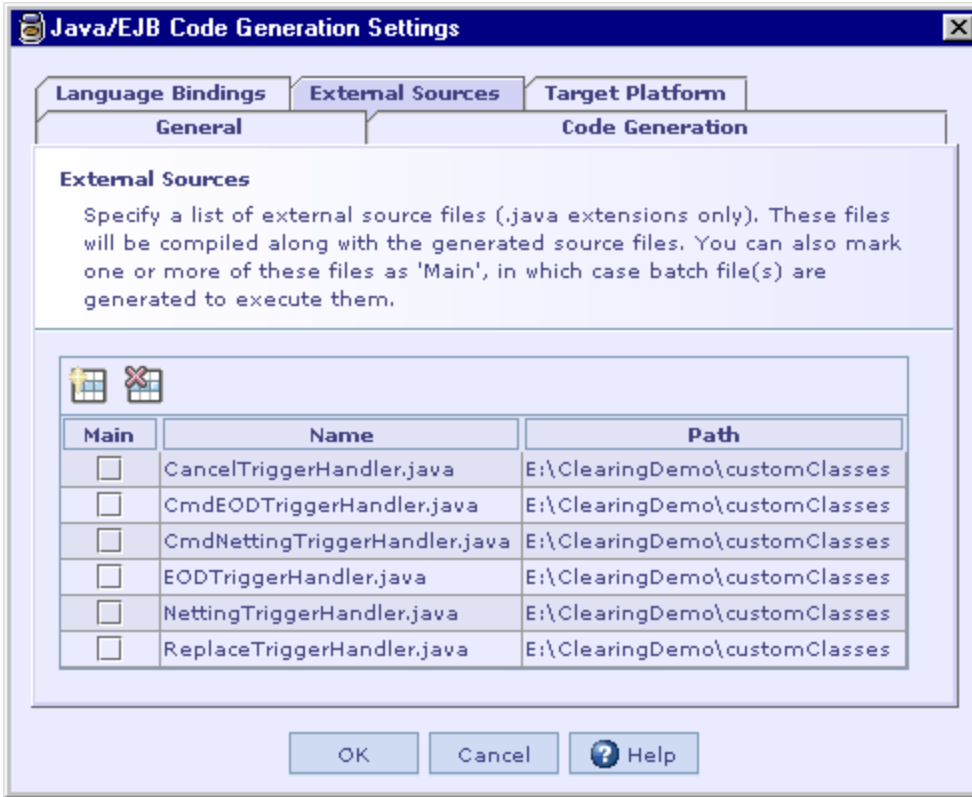 Java/EJB Code Generation Settings
Language Bindings External Sources Target Platform
General Code Generation
External Sources
Specify a list of external source files (.java extensions only). These files
will be compiled along with the generated source files. You can also mark
one or more of these files as 'Main', in which case batch file(s) are
generated to execute them.
Main Name Path
CancelTriggerHandler.java E:\ClearingDemo\customClasses
CmdEODTriggerHandler.java E:\ClearingDemo\customClasses
CmdNettingTriggerHandler.java E:\ClearingDemo\customClasses
EODTriggerHandler.java E:\ClearingDemo\customClasses
NettingTriggerHandler.java E:\ClearingDemo\customClasses
ReplaceTriggerHandler.java E:\ClearingDemo\customClasses
OK Cancel Help